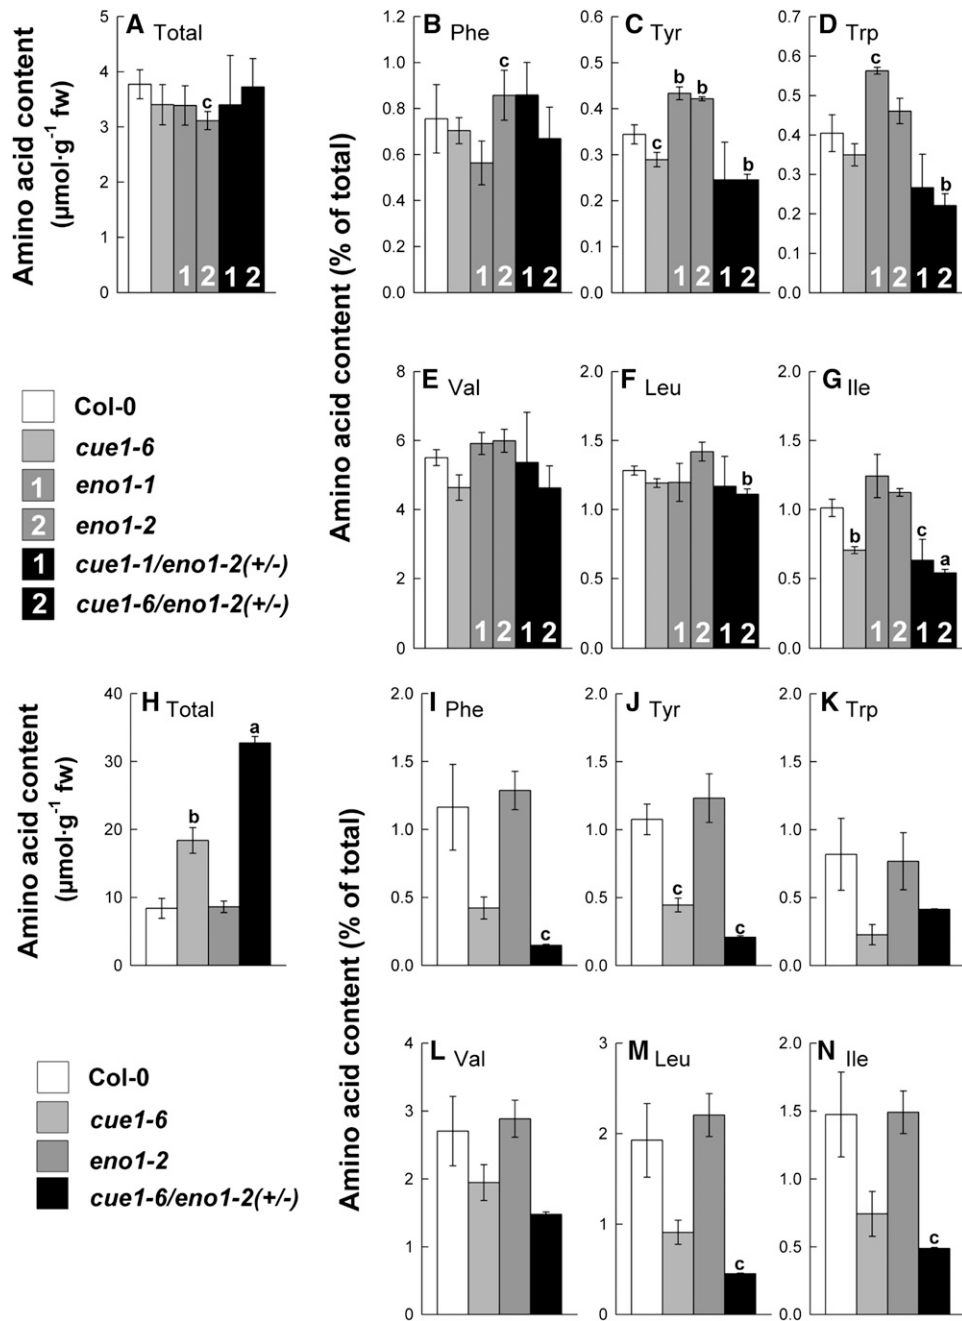 A Total
B Phe
C Tyr
D Trp
Amino acid content
(µmol·g⁻¹ fw)
5
4
3
2
1
0
c
1 2 1 2
Amino acid content (% of total)
1.2
1.0
0.8
0.6
0.4
0.2
0.0
c
1 2 1 2
0.6
0.5
0.4
0.3
0.2
0.1
0.0
c b b b
1 2 1 2
0.7
0.6
0.5
0.4
0.3
0.2
0.1
0.0
c b
1 2 1 2
Col-0
cue1-6
1 eno1-1
2 eno1-2
1 cue1-1/eno1-2(+/-)
2 cue1-6/eno1-2(+/-)
E Val
F Leu
G Ile
8
6
4
2
0
1 2 1 2
2.0
1.5
1.0
0.5
0.0
b
1 2 1 2
2.0
1.5
1.0
0.5
0.0
b c a
1 2 1 2
H Total
I Phe
J Tyr
K Trp
Amino acid content
(µmol·g⁻¹ fw)
40
30
20
10
0
b a
Amino acid content (% of total)
2.0
1.5
1.0
0.5
0.0
c
2.0
1.5
1.0
0.5
0.0
c c
2.0
1.5
1.0
0.5
0.0
Col-0
cue1-6
eno1-2
cue1-6/eno1-2(+/-)
L Val
M Leu
N Ile
4
3
2
1
0
3
2
1
0
c
2.0
1.5
1.0
0.5
0.0
c